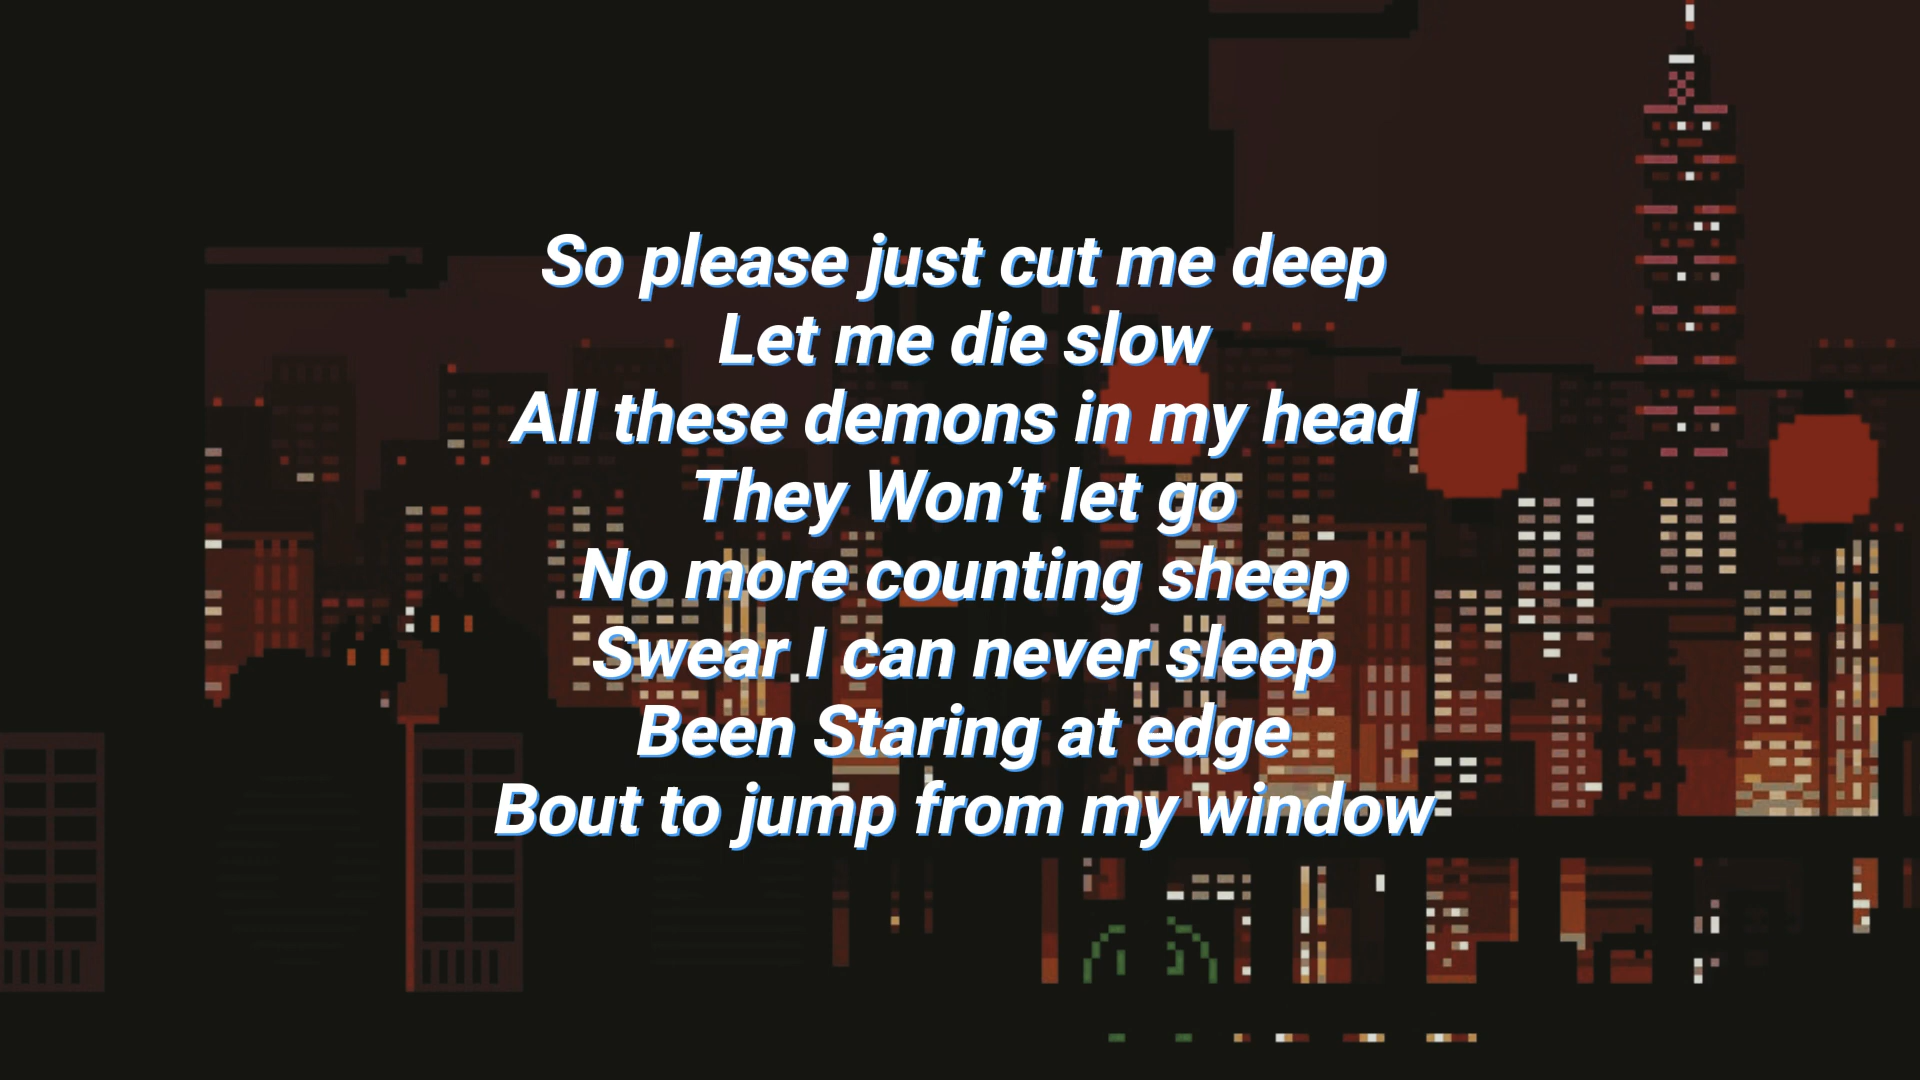 So please just cut me deep
Let me die slow
All these demons in my head
They Won’t let go
No more counting sheep
Swear I can never sleep
Been Staring at edge
Bout to jump from my window